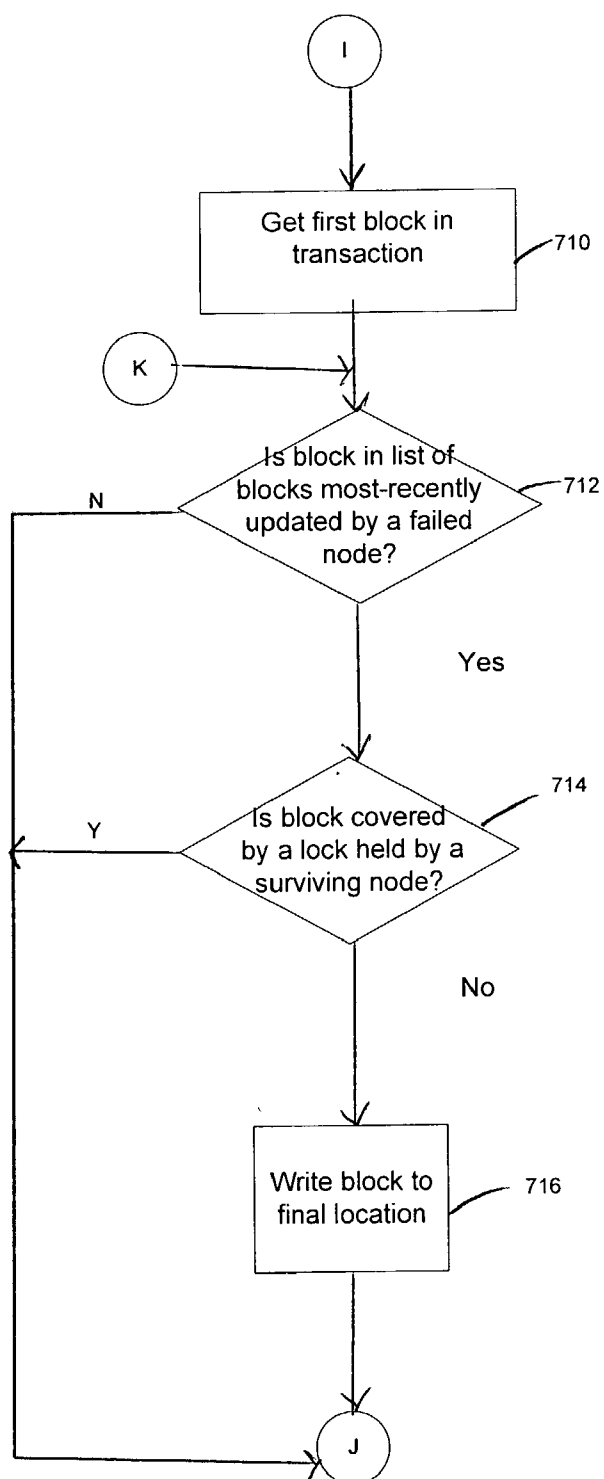 I
Get first block in
transaction
710
K
Is block in list of
blocks most-recently
updated by a failed
node?
712
N
Yes
714
Is block covered
by a lock held by a
surviving node?
Y
No
Write block to
final location
716
J